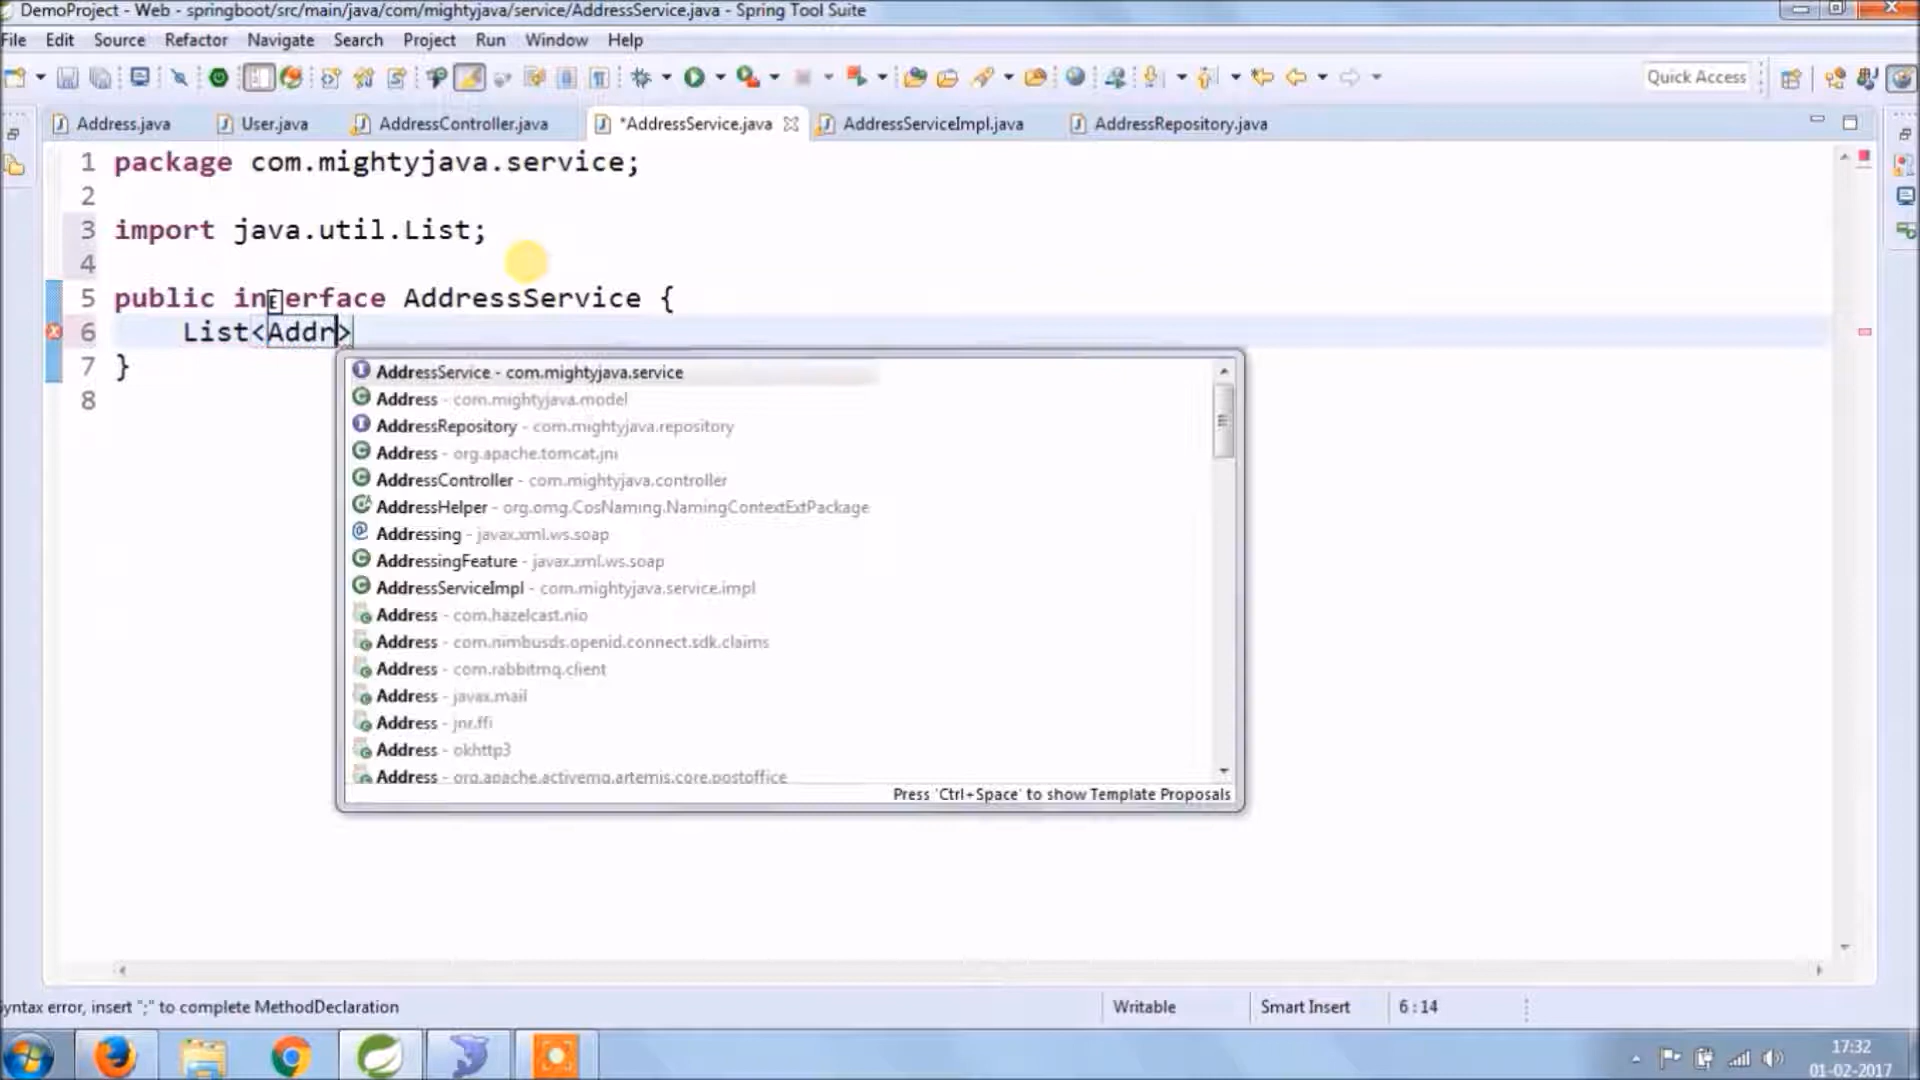 DemoProject - Web - springboot/src/main/java/com/mightyjava/service/AddressService.java - Spring Tool Suite
File Edit Source Refactor Navigate Search Project Run Window Help
Quick Access
Address.java User.java AddressController.java *AddressService.java AddressServiceImpl.java AddressRepository.java
1 package com.mightyjava.service;
2
3 import java.util.List;
4
5 public interface AddressService {
6 List<Addr>
7 }
8
AddressService - com.mightyjava.service
Address - com.mightyjava.model
AddressRepository - com.mightyjava.repository
Address - org.apache.tomcat.jni
AddressController - com.mightyjava.controller
AddressHelper - org.omg.CosNaming.NamingContextExtPackage
Addressing - javax.xml.ws.soap
AddressingFeature - javax.xml.ws.soap
AddressServiceImpl - com.mightyjava.service.impl
Address - com.hazelcast.nio
Address - com.nimbusds.openid.connect.sdk.claims
Address - com.rabbitmq.client
Address - javax.mail
Address - jnr.ffi
Address - okhttp3
Address - org.apache.activemq.artemis.core.postoffice
Press 'Ctrl+Space' to show Template Proposals
yntax error, insert ";" to complete MethodDeclaration Writable Smart Insert 6 : 14
17:32
01-02-2017